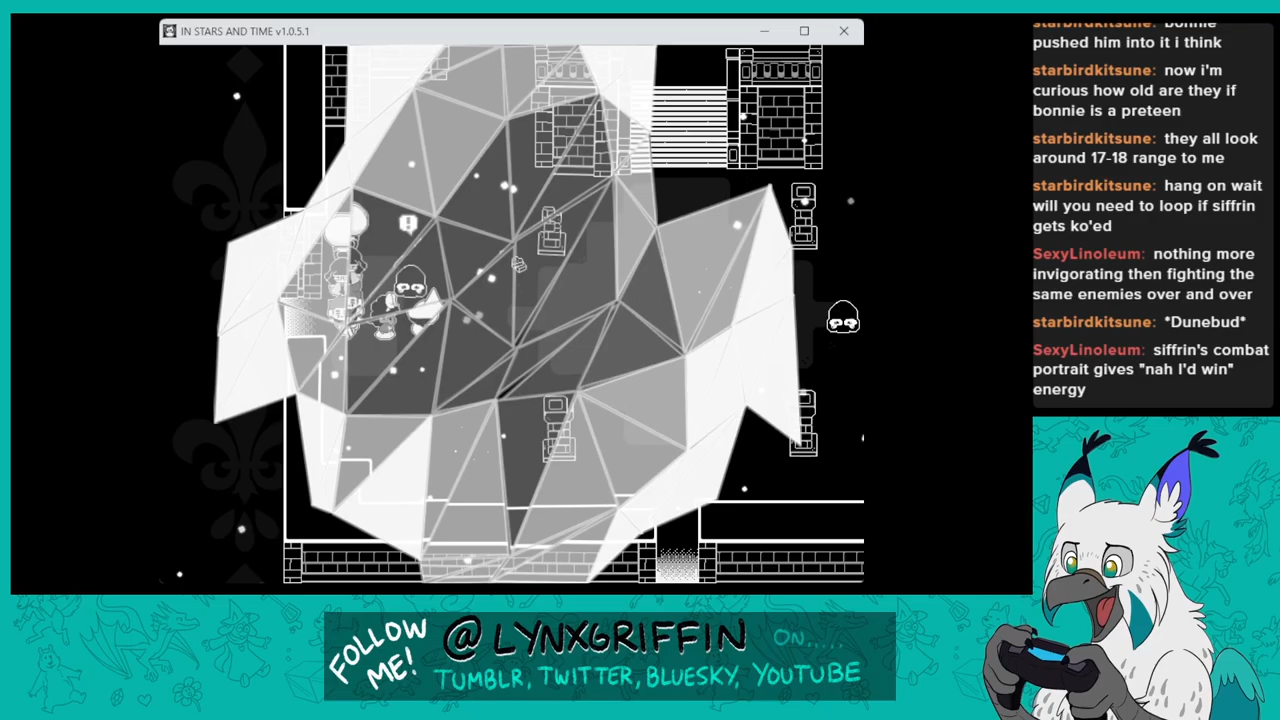 IN STARS AND TIME v1.0.5.1
starbirdkitsune: bonnie
pushed him into it i think
starbirdkitsune: now i'm
curious how old are they if
bonnie is a preteen
starbirdkitsune: they all look
around 17-18 range to me
starbirdkitsune: hang on wait
will you need to loop if siffrin
gets ko'ed
SexyLinoleum: nothing more
invigorating then fighting the
same enemies over and over
starbirdkitsune: *Dunebud*
SexyLinoleum: siffrin's combat
portrait gives "nah I'd win"
energy
FOLLOW
ME!
@LYNXGRIFFIN ON.....
TUMBLR, TWITTER, BLUESKY, YOUTUBE